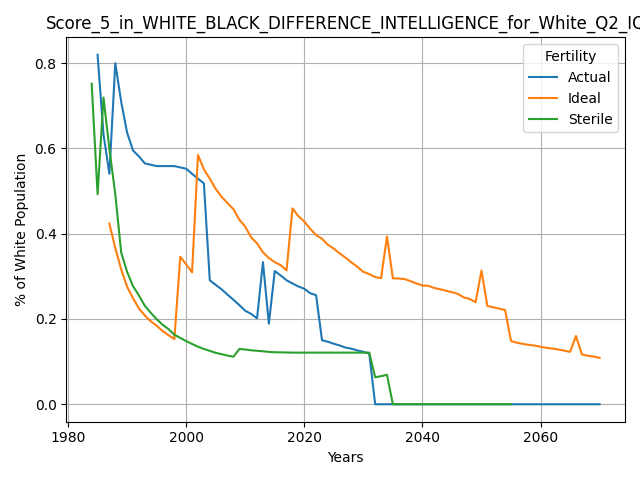 Score_5_in_WHITE_BLACK_DIFFERENCE_INTELLIGENCE_for_White_Q2_IQ
% of White Population
0.8
0.6
0.4
0.2
0.0
Fertility
Actual
Ideal
Sterile
1980
2000
2020
2040
2060
Years